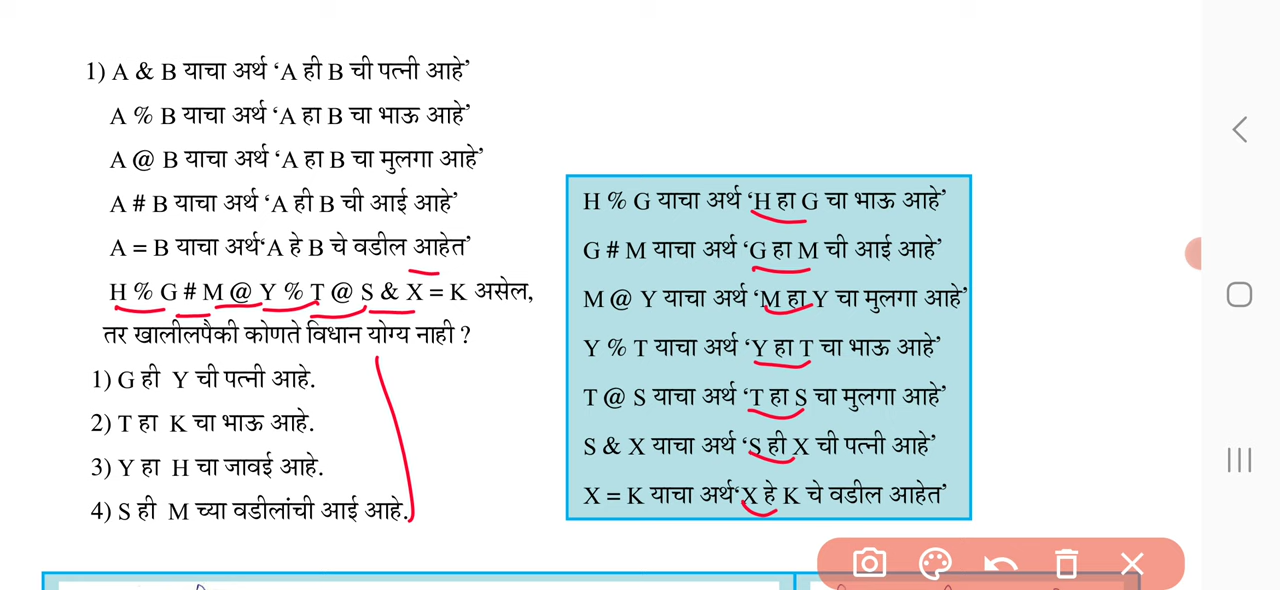 1) A & B याचा अर्थ ‘A ही B ची पत्नी आहे’
A % B याचा अर्थ ‘A हा B चा भाऊ आहे’
A @ B याचा अर्थ ‘A हा B चा मुलगा आहे’
A # B याचा अर्थ ‘A ही B ची आई आहे’
A = B याचा अर्थ‘A हे B चे वडील आहेत’
H % G # M @ Y % T @ S & X = K असेल,
तर खालीलपैकी कोणते विधान योग्य नाही ?
1) G ही Y ची पत्नी आहे.
2) T हा K चा भाऊ आहे.
3) Y हा H चा जावई आहे.
4) S ही M च्या वडीलांची आई आहे.
H % G याचा अर्थ ‘H हा G चा भाऊ आहे’
G # M याचा अर्थ ‘G हा M ची आई आहे’
M @ Y याचा अर्थ ‘M हा Y चा मुलगा आहे’
Y % T याचा अर्थ ‘Y हा T चा भाऊ आहे’
T @ S याचा अर्थ ‘T हा S चा मुलगा आहे’
S & X याचा अर्थ ‘S ही X ची पत्नी आहे’
X = K याचा अर्थ‘X हे K चे वडील आहेत’